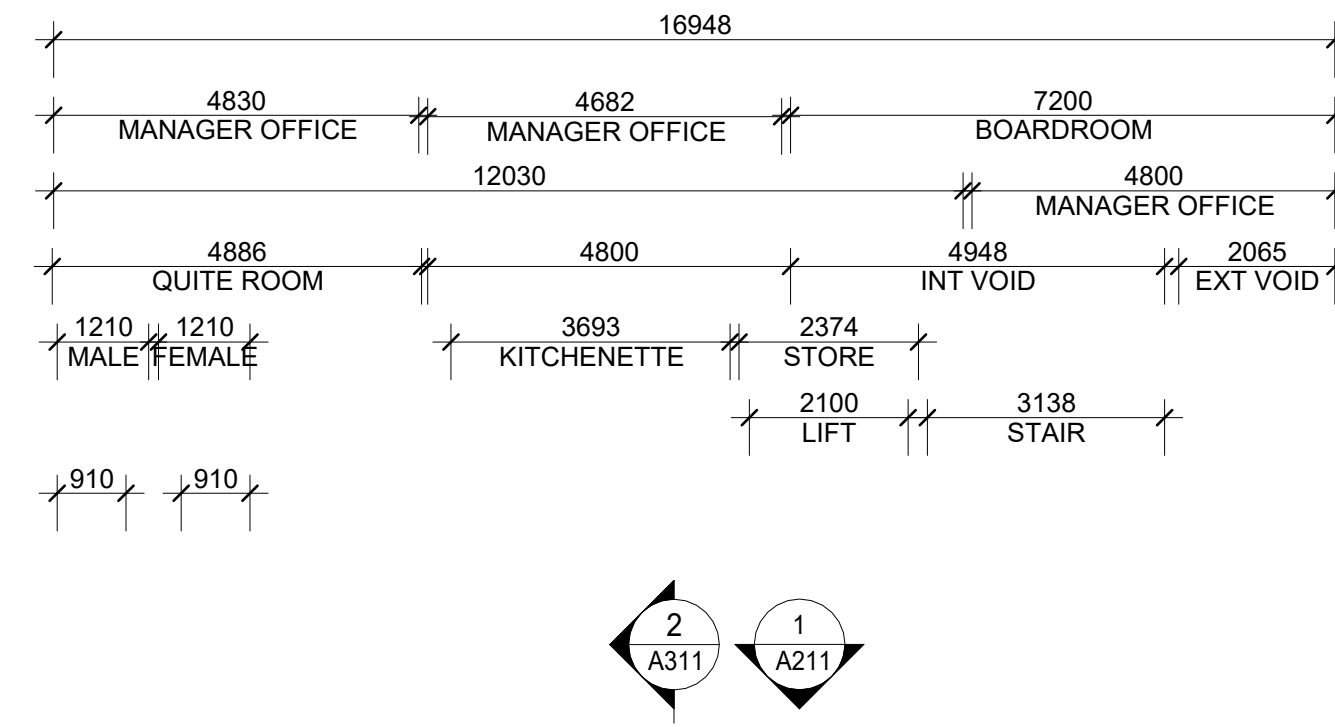 16948
4830 4682 7200
MANAGER OFFICE MANAGER OFFICE BOARDROOM
12030 4800
MANAGER OFFICE
4886 4800 4948 2065
QUITE ROOM INT VOID EXT VOID
1210 1210 3693 2374
MALE FEMALE KITCHENETTE STORE
2100 3138
LIFT STAIR
910 910
2 1
A311 A211